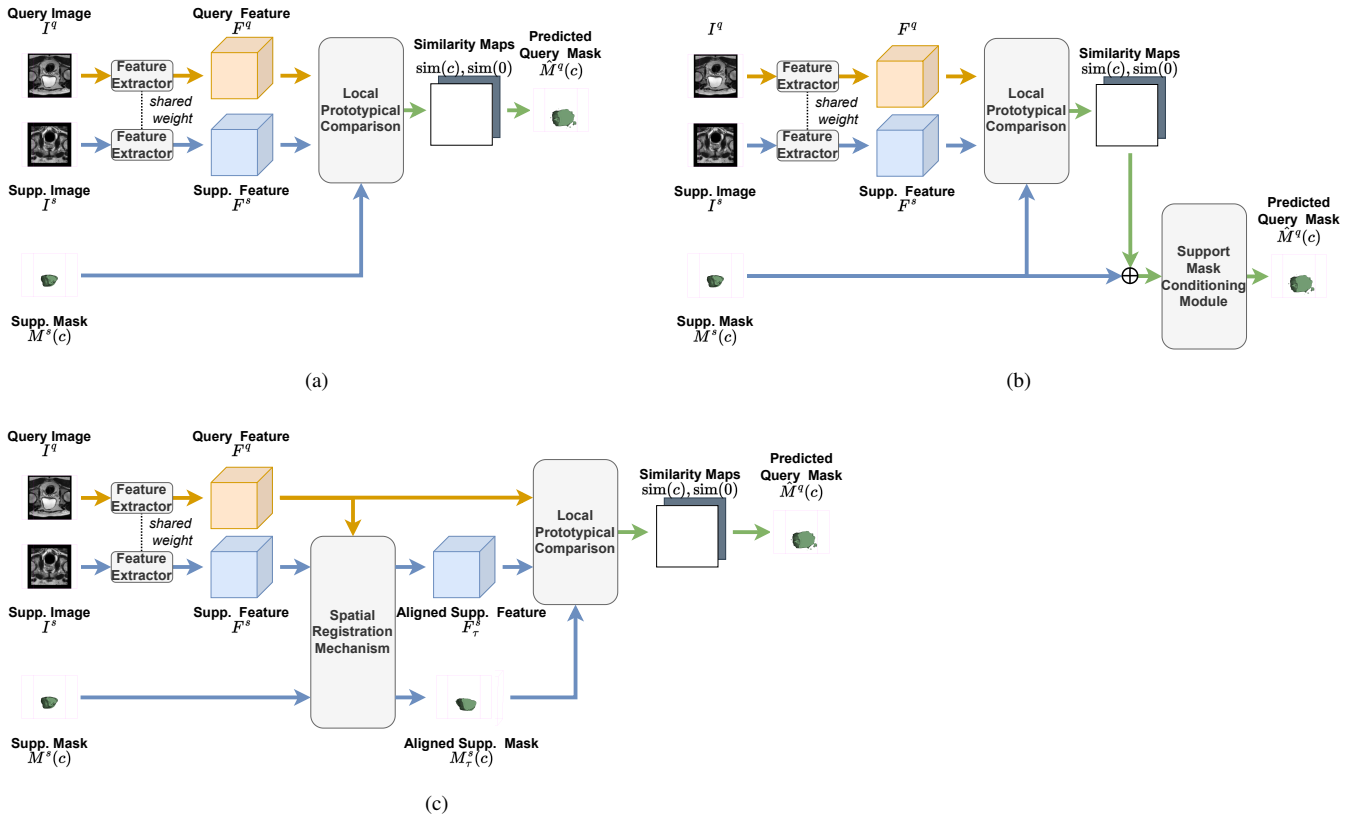 Query Image
I^q
Query Feature
F^q
Feature
Extractor
shared
weight
Feature
Extractor
Supp. Image
I^s
Supp. Feature
F^s
Local
Prototypical
Comparison
Similarity Maps
sim(c), sim(0)
Predicted
Query Mask
M̂^q(c)
Supp. Mask
M^s(c)
(a)
I^q
F^q
Feature
Extractor
shared
weight
Feature
Extractor
Supp. Image
I^s
Supp. Feature
F^s
Local
Prototypical
Comparison
Similarity Maps
sim(c), sim(0)
Predicted
Query Mask
M̂^q(c)
Support
Mask
Conditioning
Module
Supp. Mask
M^s(c)
(b)
Query Image
I^q
Query Feature
F^q
Feature
Extractor
shared
weight
Feature
Extractor
Supp. Image
I^s
Supp. Feature
F^s
Spatial
Registration
Mechanism
Aligned Supp. Feature
F^s_τ
Local
Prototypical
Comparison
Similarity Maps
sim(c), sim(0)
Predicted
Query Mask
M̂^q(c)
Supp. Mask
M^s(c)
Aligned Supp. Mask
M^s_τ(c)
(c)